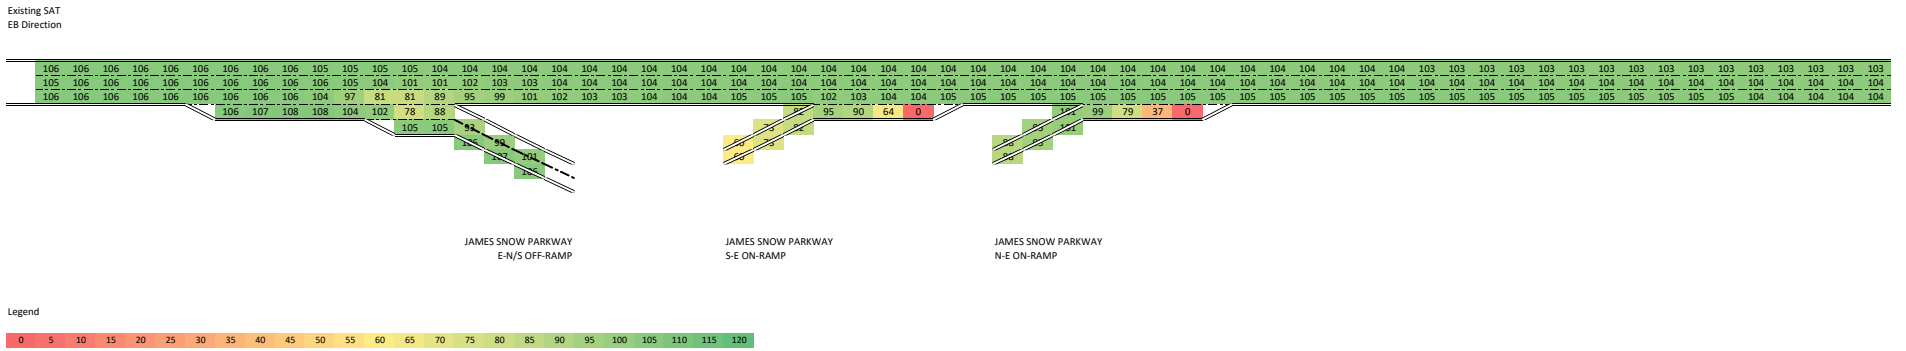 Existing SAT
EB Direction
106 106 106 106 106 106 106 106 106 105 105 105 105 104 104 104 104 104 104 104 104 104 104 104 104 104 104 104 104 104 104 104 104 104 104 104 104 104 104 104 104 104 104 104 104 104 103 103 103 103 103 103 103 103 103 103 103 103 103 103 103 103
105 106 106 106 106 106 106 106 106 105 105 104 101 101 102 103 103 104 104 104 104 104 104 104 104 104 104 104 104 104 104 104 104 104 104 104 104 104 104 104 104 104 104 104 104 104 104 104 104 104 104 104 104 104 104 104 104 104 104 104 104 104
106 106 106 106 106 106 106 106 106 104 97 81 81 89 95 99 101 102 103 103 104 104 104 105 105 105 102 103 104 104 105 105 105 105 105 105 105 105 105 105 105 105 105 105 105 105 105 105 105 105 105 105 105 105 105 105 105 104 104 104 104 104
106 107 108 108 104 102 78 88 95 90 64 0 99 79 37 0
105 105 93
99
101
JAMES SNOW PARKWAY
E-N/S OFF-RAMP
JAMES SNOW PARKWAY
S-E ON-RAMP
JAMES SNOW PARKWAY
N-E ON-RAMP
Legend
0 5 10 15 20 25 30 35 40 45 50 55 60 65 70 75 80 85 90 95 100 105 110 115 120